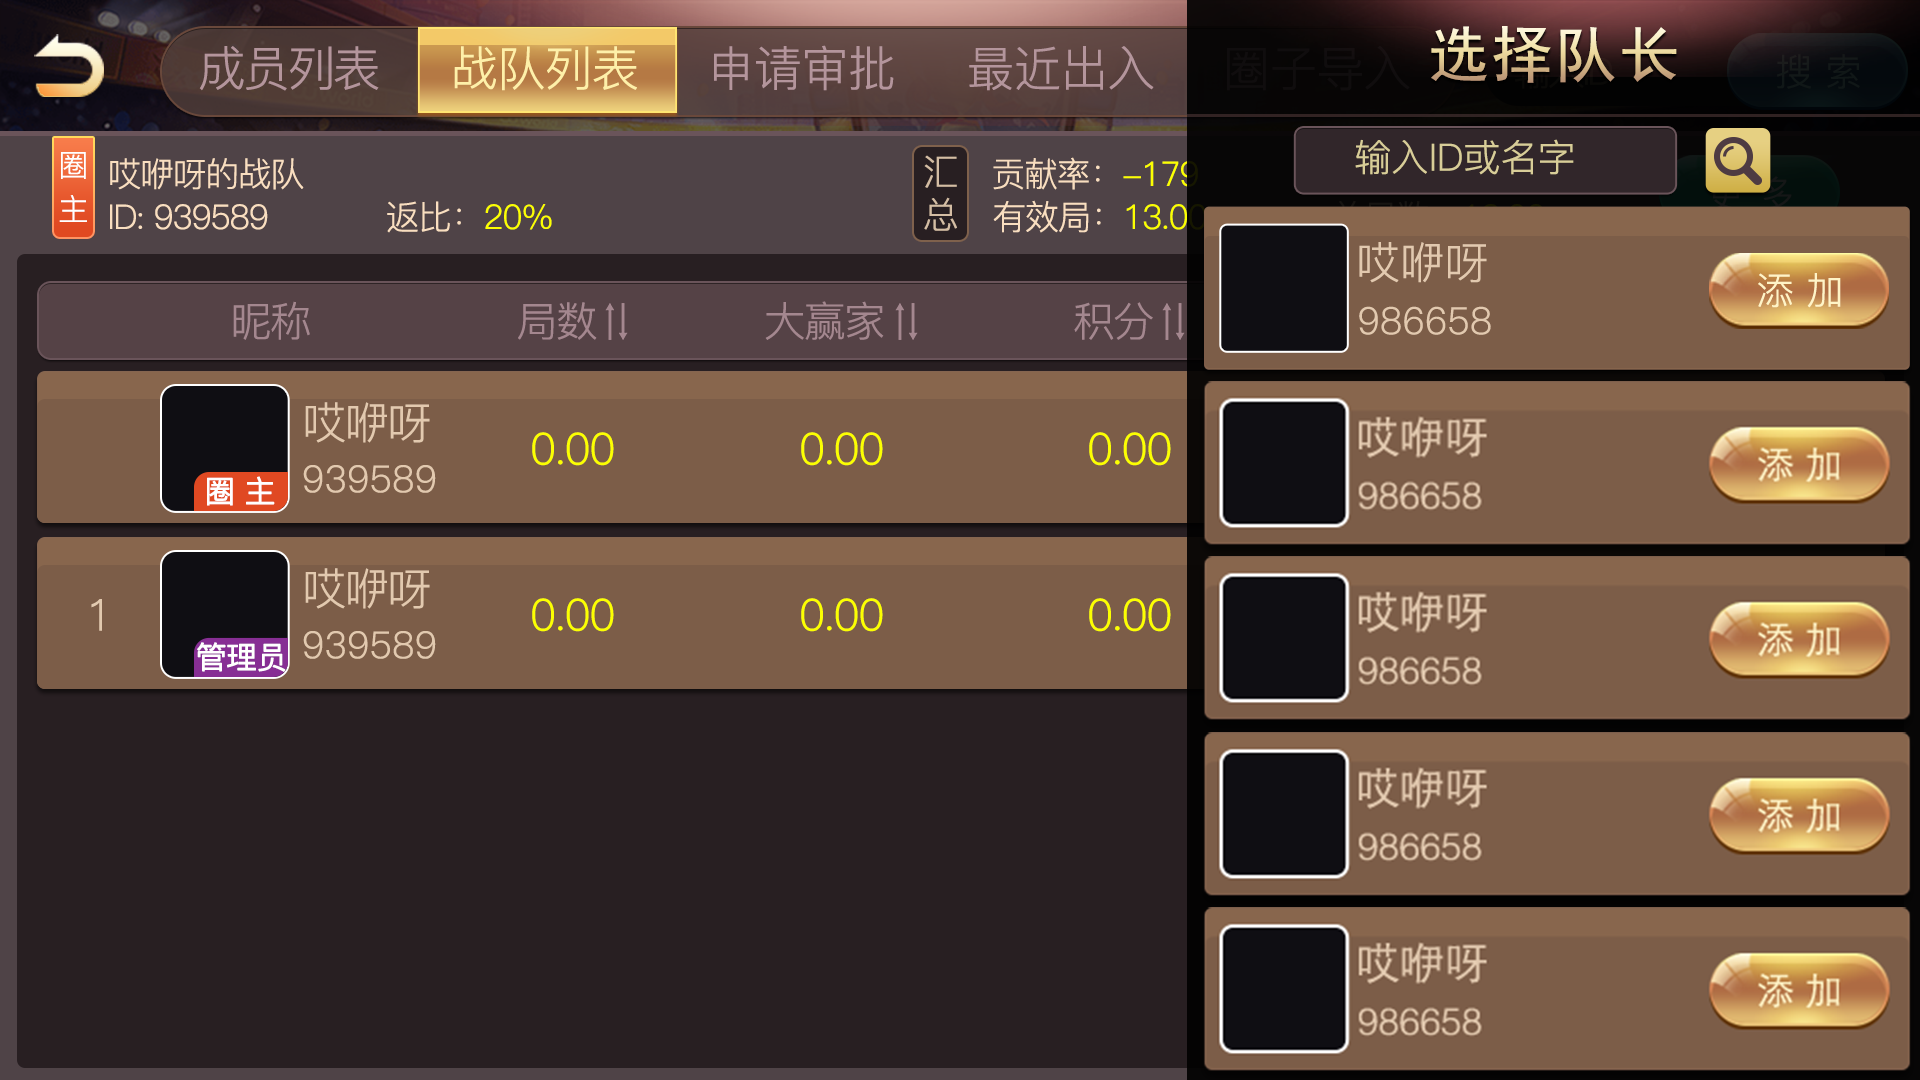 成员列表
战队列表
申请审批
最近出入
圈子导入
搜 索
选择队长
圈主
哎咿呀的战队
ID: 939589
返比： 20%
汇总
贡献率： -179
有效局： 13.00
输入ID或名字
更 多
昵称
局数
大赢家
积分
哎咿呀
939589
圈 主
0.00
0.00
0.00
1
哎咿呀
939589
管理员
0.00
0.00
0.00
哎咿呀
986658
添 加
哎咿呀
986658
添 加
哎咿呀
986658
添 加
哎咿呀
986658
添 加
哎咿呀
986658
添 加